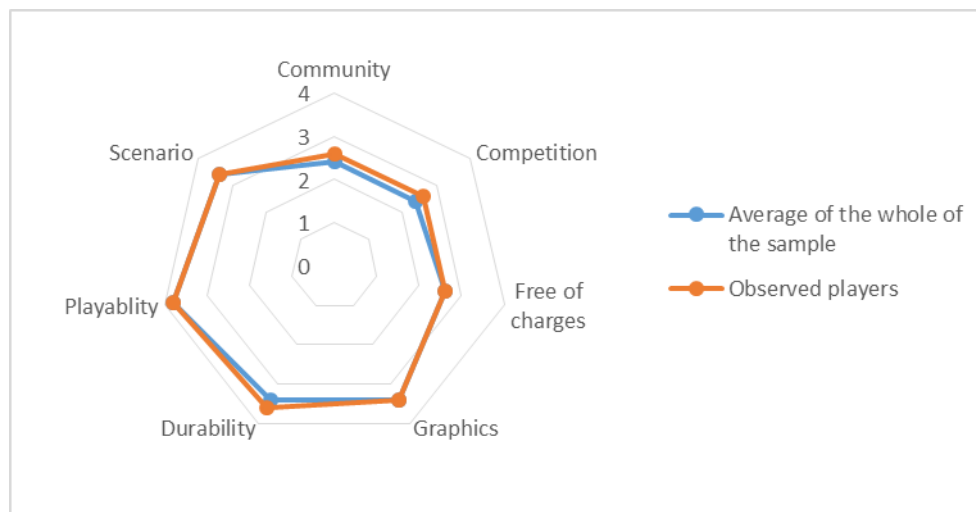 Community
4
3
2
1
0
Competition
Free of
charges
Graphics
Durability
Playablity
Scenario
Average of the whole of
the sample
Observed players